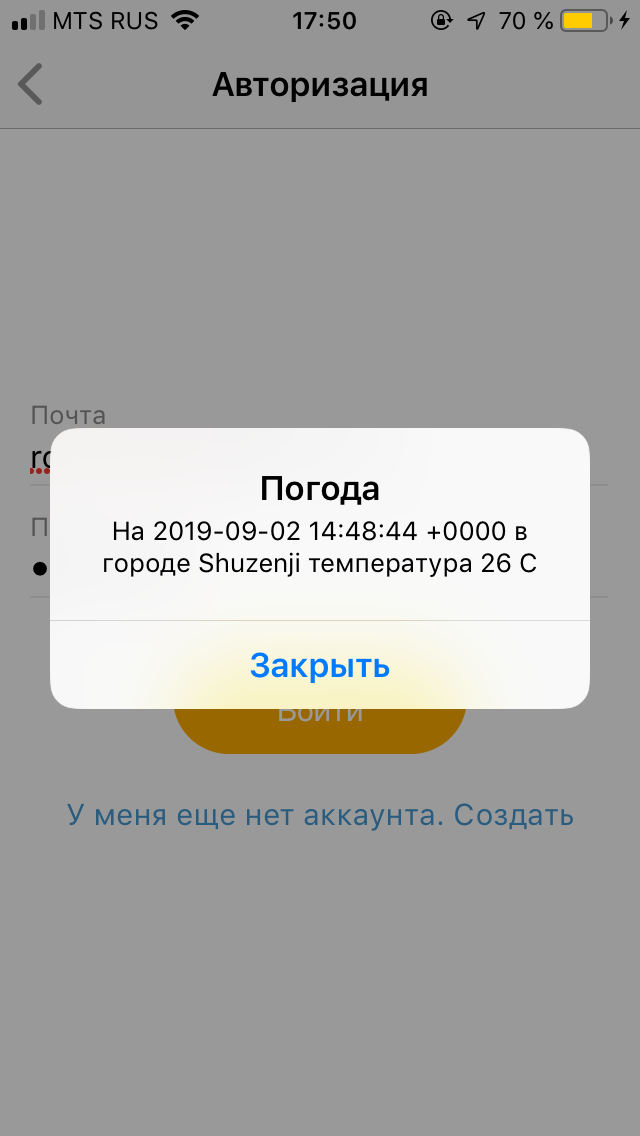 MTS RUS 17:50 70 %
Авторизация
Почта
Погода
На 2019-09-02 14:48:44 +0000 в
городе Shuzenji температура 26 C
Закрыть
Войти
У меня еще нет аккаунта. Создать